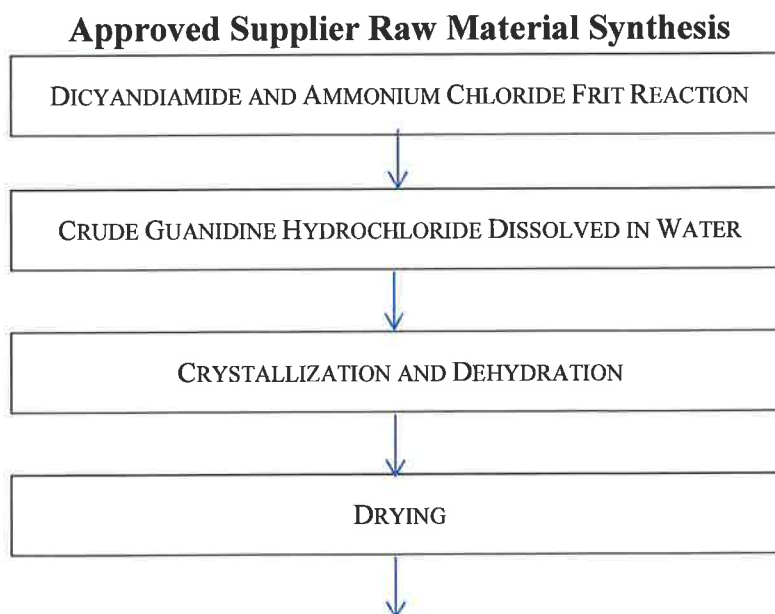 Approved Supplier Raw Material Synthesis
DICYANDIAMIDE AND AMMONIUM CHLORIDE FRIT REACTION
CRUDE GUANIDINE HYDROCHLORIDE DISSOLVED IN WATER
CRYSTALLIZATION AND DEHYDRATION
DRYING